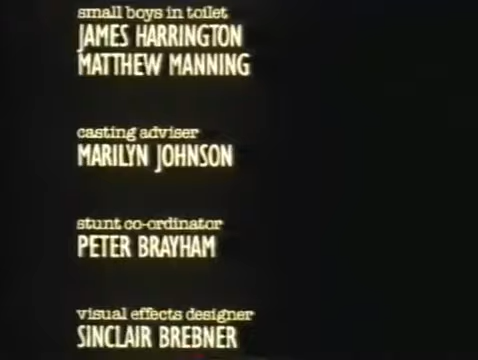 small boys in toilet
JAMES HARRINGTON
MATTHEW MANNING
casting adviser
MARILYN JOHNSON
stunt co-ordinator
PETER BRAYHAM
visual effects designer
SINCLAIR BREBNER